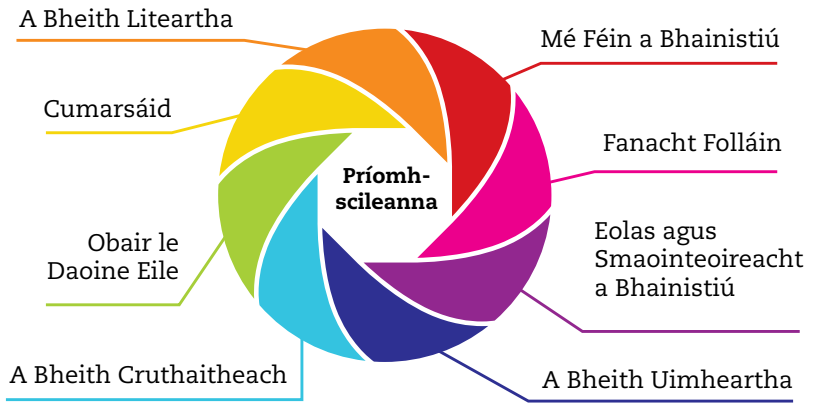 A Bheith Liteartha
Mé Féin a Bhainistiú
Cumarsáid
Fanacht Folláin
Príomh-
scileanna
Obair le
Daoine Eile
Eolas agus
Smaointeoireacht
a Bhainistiú
A Bheith Cruthaitheach
A Bheith Uimheartha